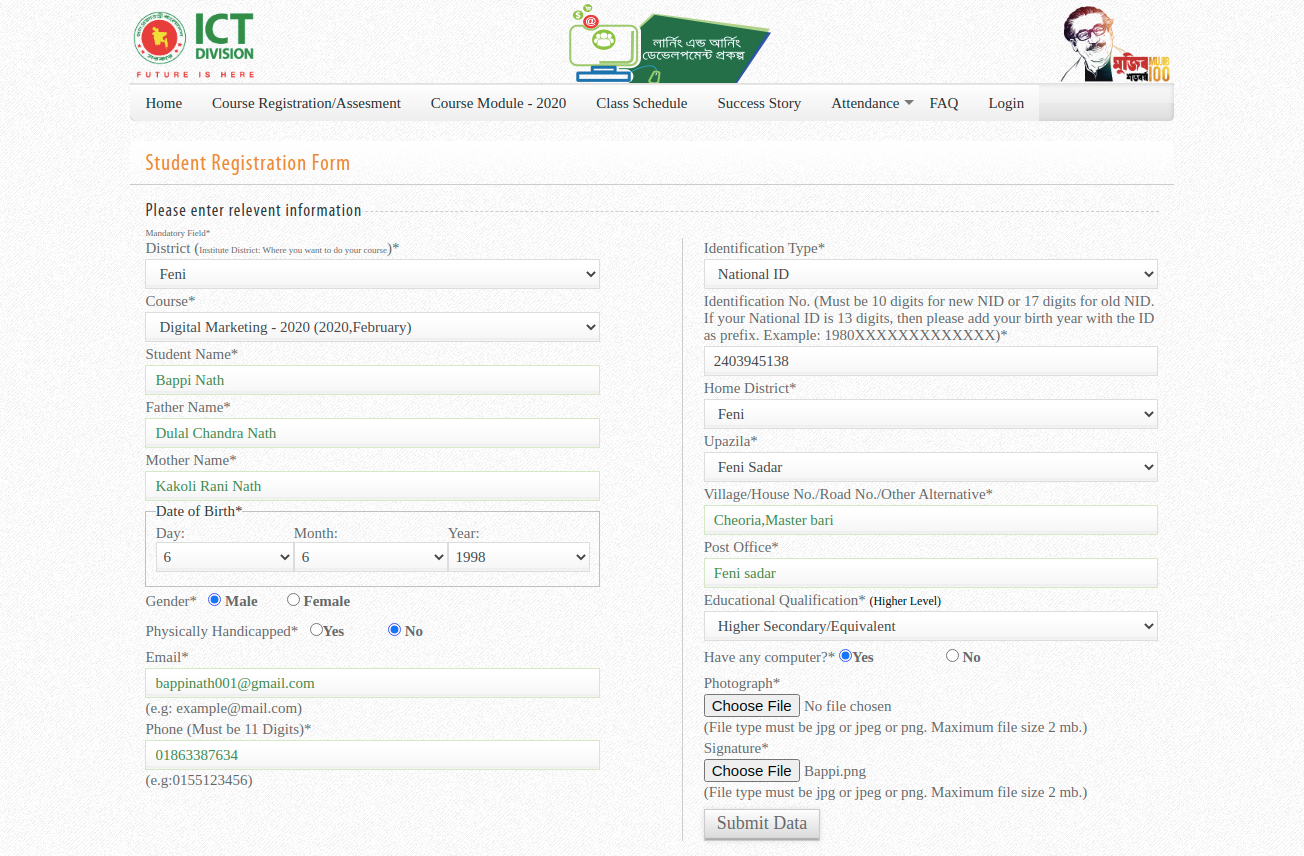 ICT
DIVISION
FUTURE IS HERE
@
লার্নিং এন্ড আর্নিং
ডেভেলপমেন্ট প্রকল্প
মুজিব
শতবর্ষ
MUJIB
100
Home Course Registration/Assesment Course Module - 2020 Class Schedule Success Story Attendance FAQ Login
Student Registration Form
Please enter relevent information
Mandatory Field*
District (Institute District: Where you want to do your course)*
Feni
Course*
Digital Marketing - 2020 (2020,February)
Student Name*
Bappi Nath
Father Name*
Dulal Chandra Nath
Mother Name*
Kakoli Rani Nath
Date of Birth*
Day: Month: Year:
6 6 1998
Gender* Male Female
Physically Handicapped* Yes No
Email*
bappinath001@gmail.com
(e.g: example@mail.com)
Phone (Must be 11 Digits)*
01863387634
(e.g:0155123456)
Identification Type*
National ID
Identification No. (Must be 10 digits for new NID or 17 digits for old NID.
If your National ID is 13 digits, then please add your birth year with the ID
as prefix. Example: 1980XXXXXXXXXXXXX)*
2403945138
Home District*
Feni
Upazila*
Feni Sadar
Village/House No./Road No./Other Alternative*
Cheoria,Master bari
Post Office*
Feni sadar
Educational Qualification* (Higher Level)
Higher Secondary/Equivalent
Have any computer?* Yes No
Photograph*
Choose File No file chosen
(File type must be jpg or jpeg or png. Maximum file size 2 mb.)
Signature*
Choose File Bappi.png
(File type must be jpg or jpeg or png. Maximum file size 2 mb.)
Submit Data